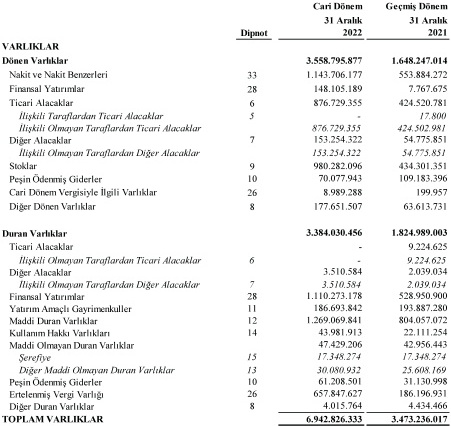 Cari Dönem Geçmiş Dönem
31 Aralık 31 Aralık
Dipnot 2022 2021
VARLIKLAR
Dönen Varlıklar 3.558.795.877 1.648.247.014
Nakit ve Nakit Benzerleri 33 1.143.706.177 553.884.272
Finansal Yatırımlar 28 148.105.189 7.767.675
Ticari Alacaklar 6 876.729.355 424.520.781
İlişkili Taraflardan Ticari Alacaklar 5 - 17.800
İlişkili Olmayan Taraflardan Ticari Alacaklar 876.729.355 424.502.981
Diğer Alacaklar 7 153.254.322 54.775.851
İlişkili Olmayan Taraflardan Diğer Alacaklar 153.254.322 54.775.851
Stoklar 9 980.282.096 434.301.351
Peşin Ödenmiş Giderler 10 70.077.943 109.183.396
Cari Dönem Vergisiyle İlgili Varlıklar 26 8.989.288 199.957
Diğer Dönen Varlıklar 8 177.651.507 63.613.731
Duran Varlıklar 3.384.030.456 1.824.989.003
Ticari Alacaklar - 9.224.625
İlişkili Olmayan Taraflardan Ticari Alacaklar 6 - 9.224.625
Diğer Alacaklar 3.510.584 2.039.034
İlişkili Olmayan Taraflardan Diğer Alacaklar 7 3.510.584 2.039.034
Finansal Yatırımlar 28 1.110.273.178 528.950.900
Yatırım Amaçlı Gayrimenkuller 11 186.693.842 193.887.280
Maddi Duran Varlıklar 12 1.269.069.841 804.057.072
Kullanım Hakkı Varlıkları 14 43.981.913 22.111.254
Maddi Olmayan Duran Varlıklar 47.429.206 42.956.443
Şerefiye 15 17.348.274 17.348.274
Diğer Maddi Olmayan Duran Varlıklar 13 30.080.932 25.608.169
Peşin Ödenmiş Giderler 10 61.208.501 31.130.998
Ertelenmiş Vergi Varlığı 26 657.847.627 186.196.931
Diğer Duran Varlıklar 8 4.015.764 4.434.466
TOPLAM VARLIKLAR 6.942.826.333 3.473.236.017